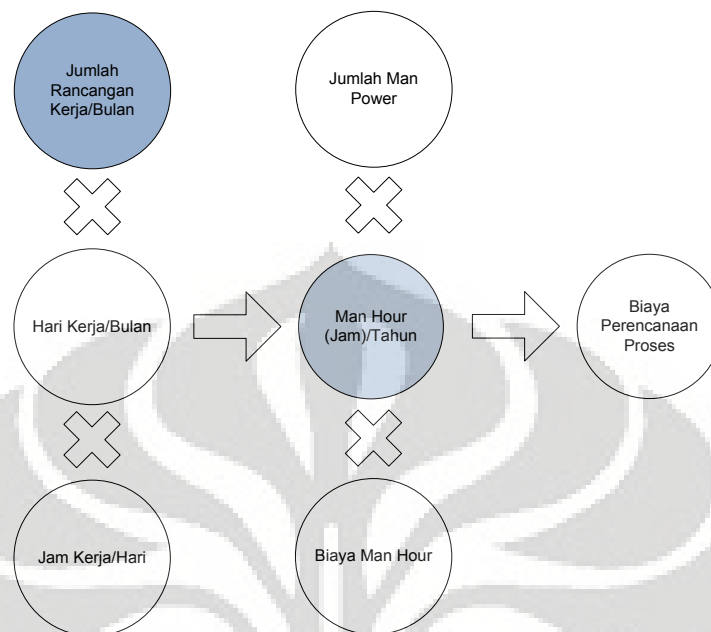 Jumlah
Rancangan
Kerja/Bulan
Jumlah Man
Power
Hari Kerja/Bulan
Man Hour
(Jam)/Tahun
Biaya
Perencanaan
Proses
Jam Kerja/Hari
Biaya Man Hour